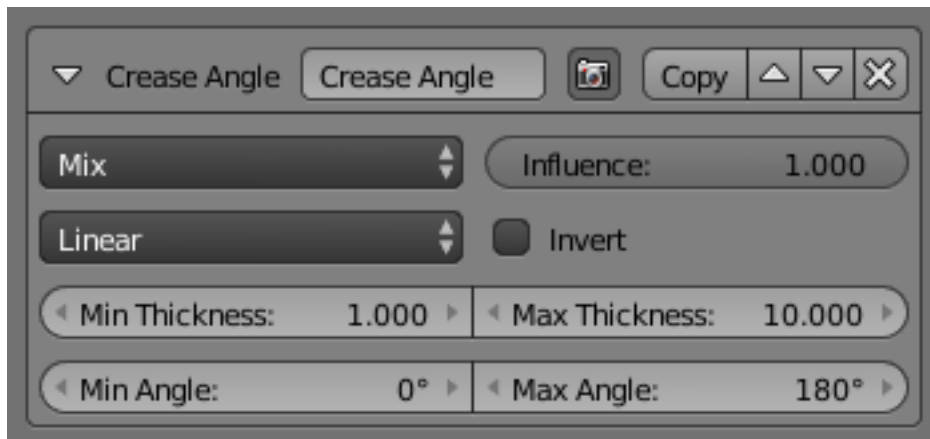 Crease Angle Crease Angle Copy
Mix Influence: 1.000
Linear Invert
Min Thickness: 1.000 Max Thickness: 10.000
Min Angle: 0° Max Angle: 180°